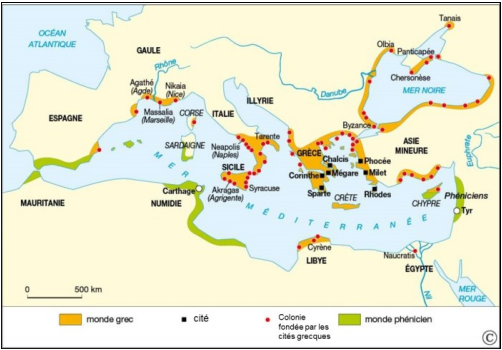 Tanais
OCÉAN
ATLANTIQUE
GAULE
Olbia
Panticapée
Rhône
Chersonèse
Agathé
(Agde)
Nikaia
(Nice)
Danube
MER NOIRE
ILLYRIE
Massalia
(Marseille)
CORSE
ITALIE
ESPAGNE
Byzance
Neapolis
(Naples)
Tarente
ASIE
MINEURE
SARDAIGNE
GRÈCE
Euphrate
Chalcis
Phocée
SICILE
Corinthe
Mégare
Milet
MER
Carthage
Akragas
(Agrigente)
Syracuse
Sparte
Rhodes
Phéniciens
MAURITANIE
NUMIDIE
CRÈTE
CHYPRE
Tyr
MÉDITERRANÉE
Cyrène
LIBYE
Naucratis
ÉGYPTE
Nil
MER
ROUGE
0 500 km
monde grec
cité
Colonie
fondée par les
cités grecques
monde phénicien
©